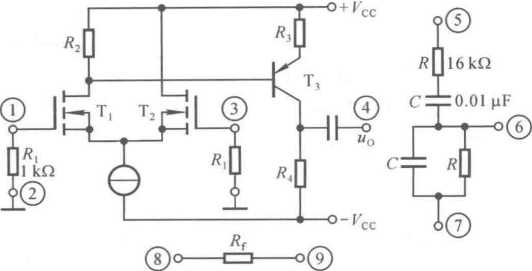 +V_CC
⑤
R_2
R_3
R
16 kΩ
T_3
①
T_1
T_2
③
④
C
0.01 μF
⑥
u_O
R_1
1 kΩ
R_1
R_4
C
R
②
−V_CC
⑦
⑧
R_f
⑨